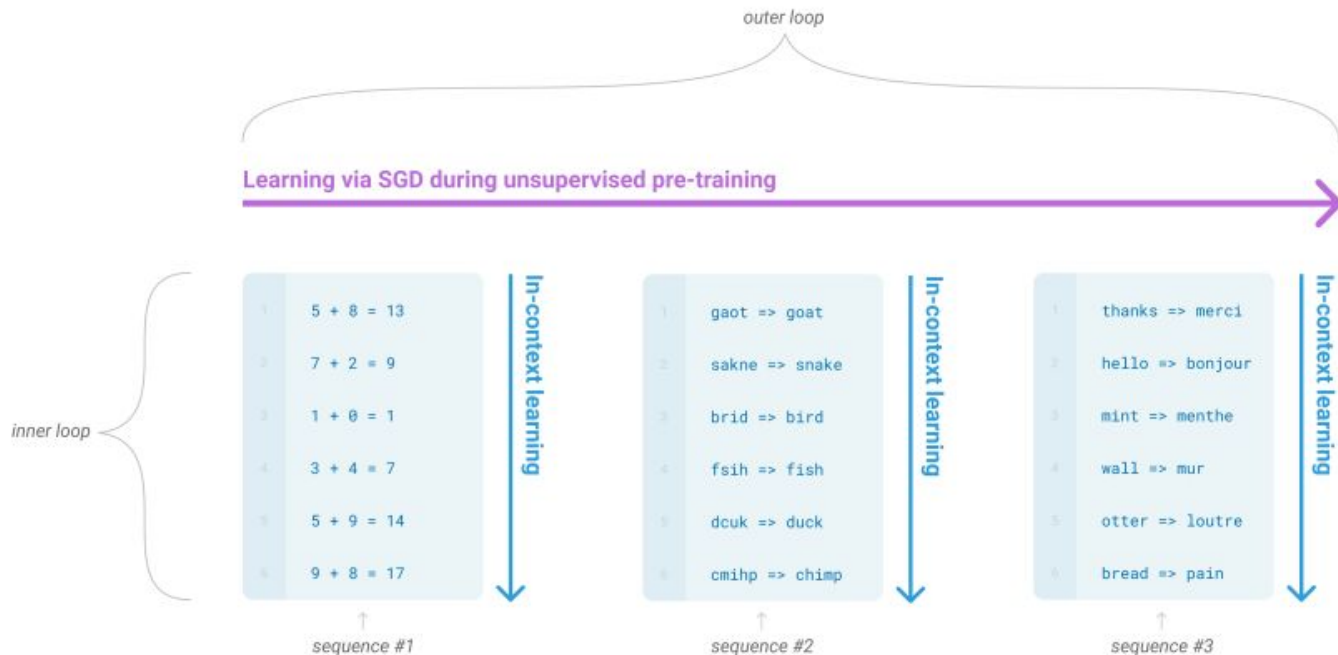 outer loop
Learning via SGD during unsupervised pre-training
inner loop
1 5 + 8 = 13
2 7 + 2 = 9
3 1 + 0 = 1
4 3 + 4 = 7
5 5 + 9 = 14
6 9 + 8 = 17
In-context learning
sequence #1
1 gaot => goat
2 sakne => snake
3 brid => bird
4 fsih => fish
5 dcuk => duck
6 cmihp => chimp
In-context learning
sequence #2
1 thanks => merci
2 hello => bonjour
3 mint => menthe
4 wall => mur
5 otter => loutre
6 bread => pain
In-context learning
sequence #3